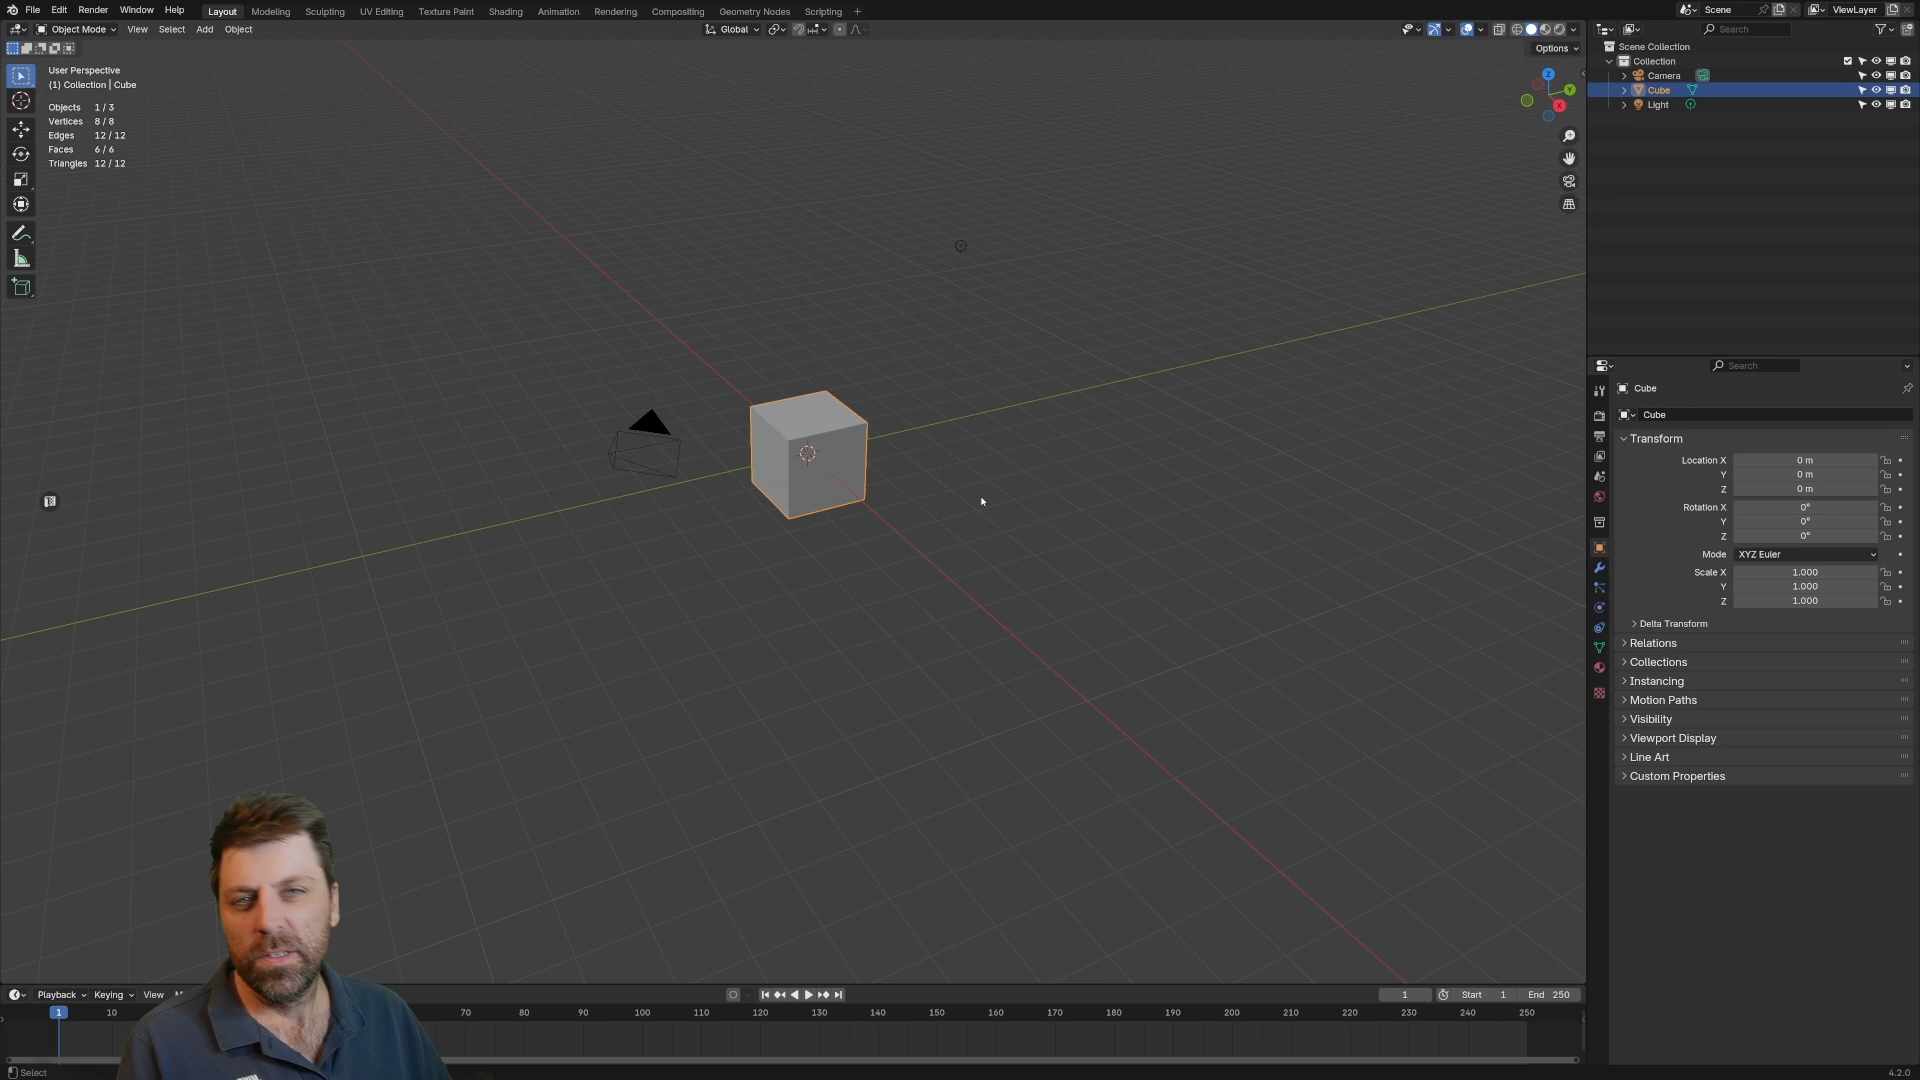 File Edit Render Window Help Layout Modeling Sculpting UV Editing Texture Paint Shading Animation Rendering Compositing Geometry Nodes Scripting + Scene ViewLayer
Object Mode View Select Add Object Global Search
Options
User Perspective
(1) Collection | Cube
Objects 1 / 3
Vertices 8 / 8
Edges 12 / 12
Faces 6 / 6
Triangles 12 / 12
Z
Y
X
Scene Collection
Collection
Camera
Cube
Light
Search
Cube
Cube
Transform
Location X 0 m
Y 0 m
Z 0 m
Rotation X 0°
Y 0°
Z 0°
Mode XYZ Euler
Scale X 1.000
Y 1.000
Z 1.000
Delta Transform
Relations
Collections
Instancing
Motion Paths
Visibility
Viewport Display
Line Art
Custom Properties
Playback Keying View 1 Start 1 End 250
1 10 70 80 90 100 110 120 130 140 150 160 170 180 190 200 210 220 230 240 250
Select 4.2.0